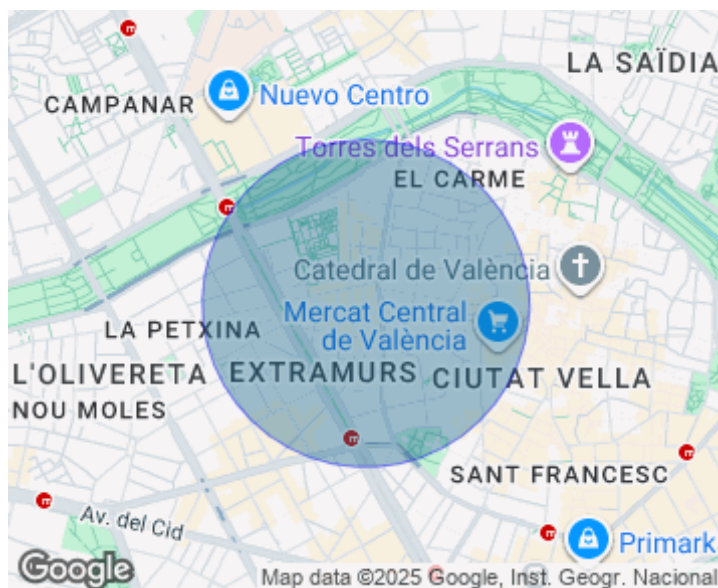 LA SAÏDIA
CAMPANAR
Nuevo Centro
Torres dels Serrans
EL CARME
Catedral de València
Mercat Central
de València
LA PETXINA
L'OLIVERETA
EXTRAMURS
CIUTAT VELLA
NOU MOLES
SANT FRANCESC
Av. del Cid
Primark
Google
Map data ©2025 Google, Inst. Geogr. Nacional